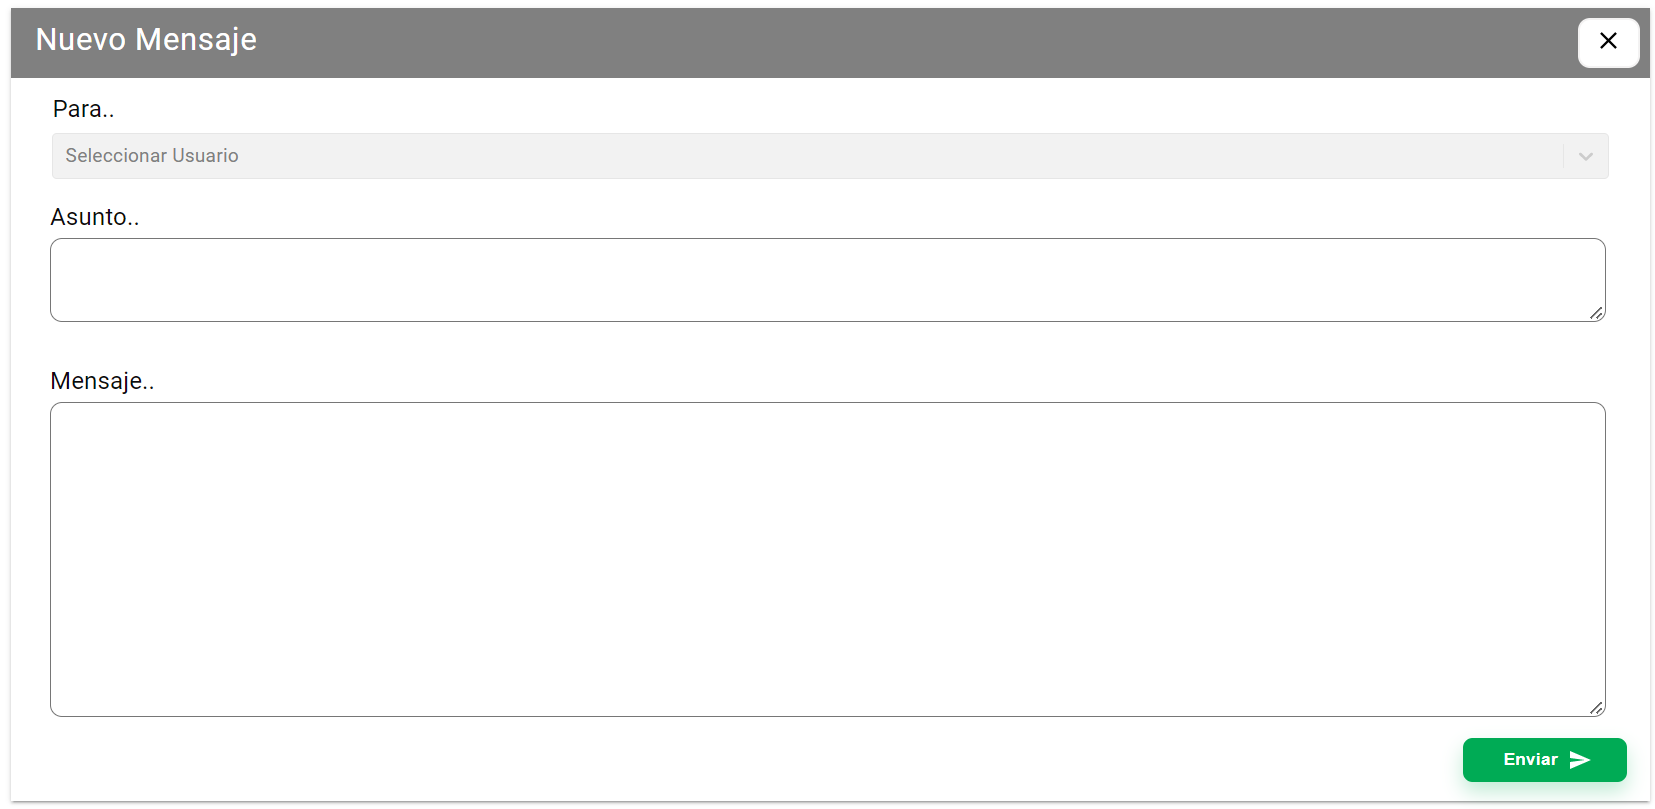 Nuevo Mensaje
Para..
Seleccionar Usuario
Asunto..
Mensaje..
Enviar